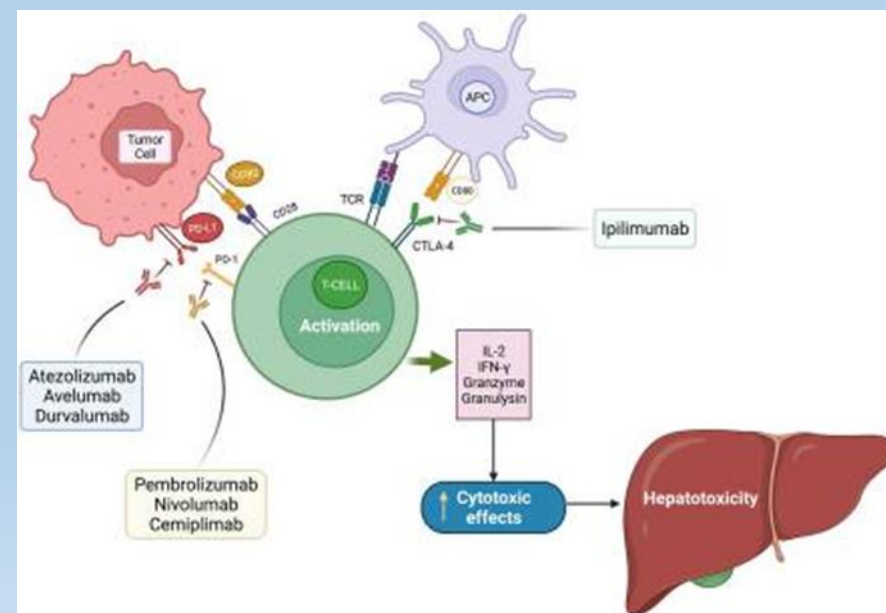 APC
Tumor
Cell
TCR
CD80
CD28
PD-L1
CTLA-4
Ipilimumab
PD-1
T-CELL
Activation
Atezolizumab
Avelumab
Durvalumab
IL-2
IFN-γ
Granzyme
Granulysin
Pembrolizumab
Nivolumab
Cemiplimab
Cytotoxic
effects
Hepatotoxicity